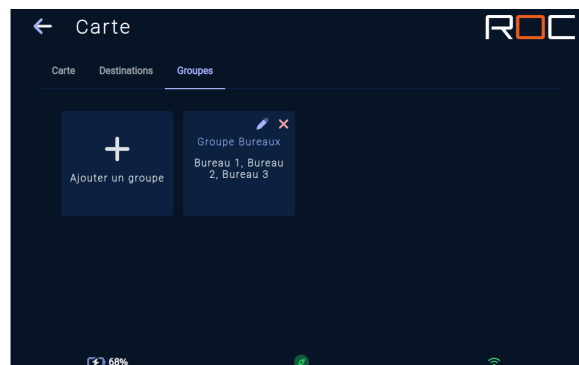 Carte
ROC
Carte
Destinations
Groupes
Ajouter un groupe
Groupe Bureaux
Bureau 1, Bureau
2, Bureau 3
68%